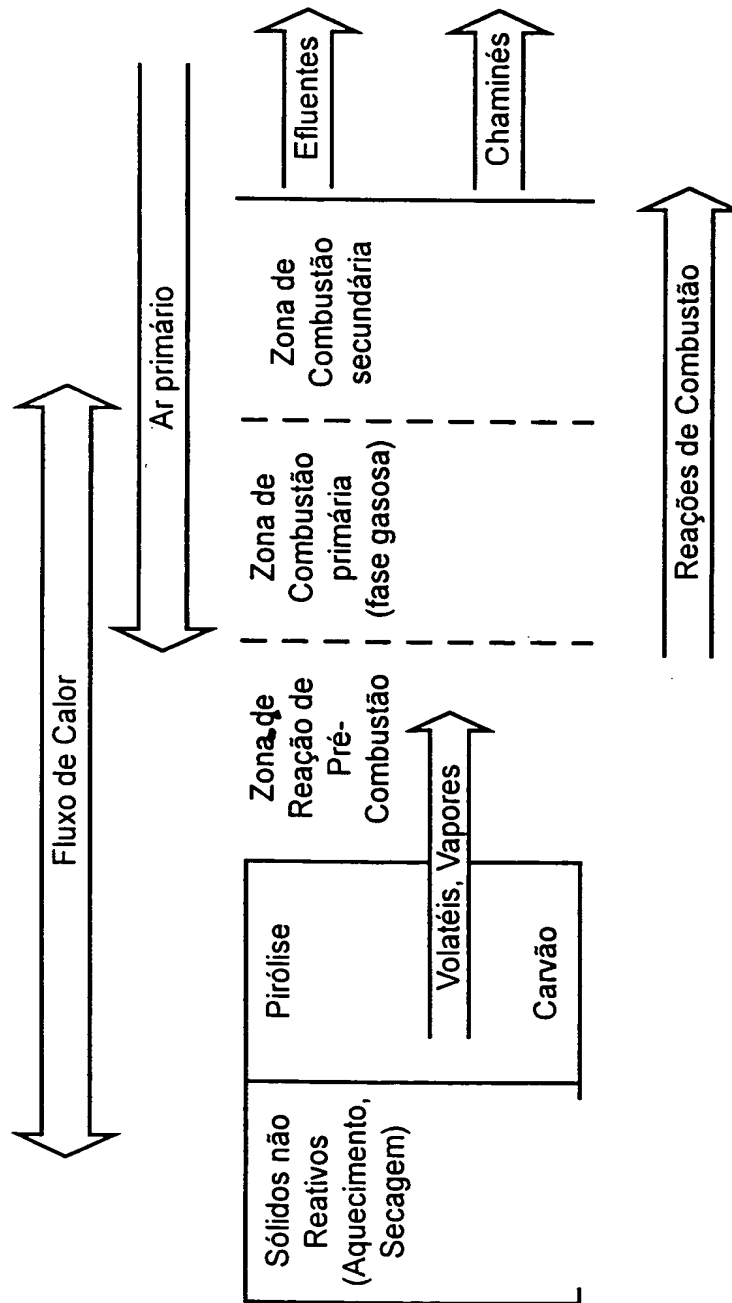 Fluxo de Calor
Ar primário
Sólidos não
Reativos
(Aquecimento,
Secagem)
Pirólise
Volatéis, Vapores
Carvão
Zona de
Reação de
Pré-
Combustão
Zona de
Combustão
primária
(fase gasosa)
Zona de
Combustão
secundária
Efluentes
Chaminés
Reações de Combustão